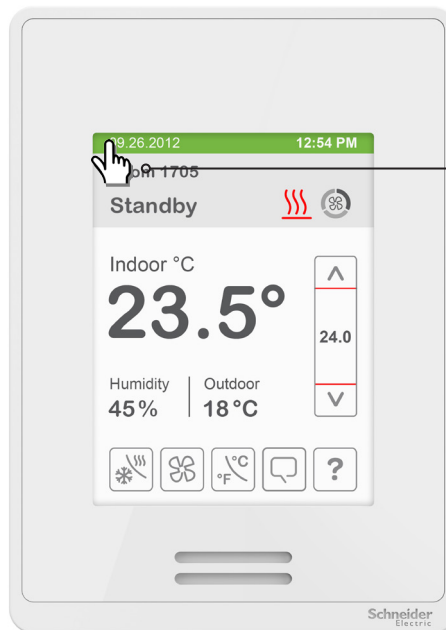 09.26.2012 12:54 PM
1705
Standby
Indoor °C
23.5°
24.0
Humidity Outdoor
45% 18°C
°C
°F
?
Schneider
Electric